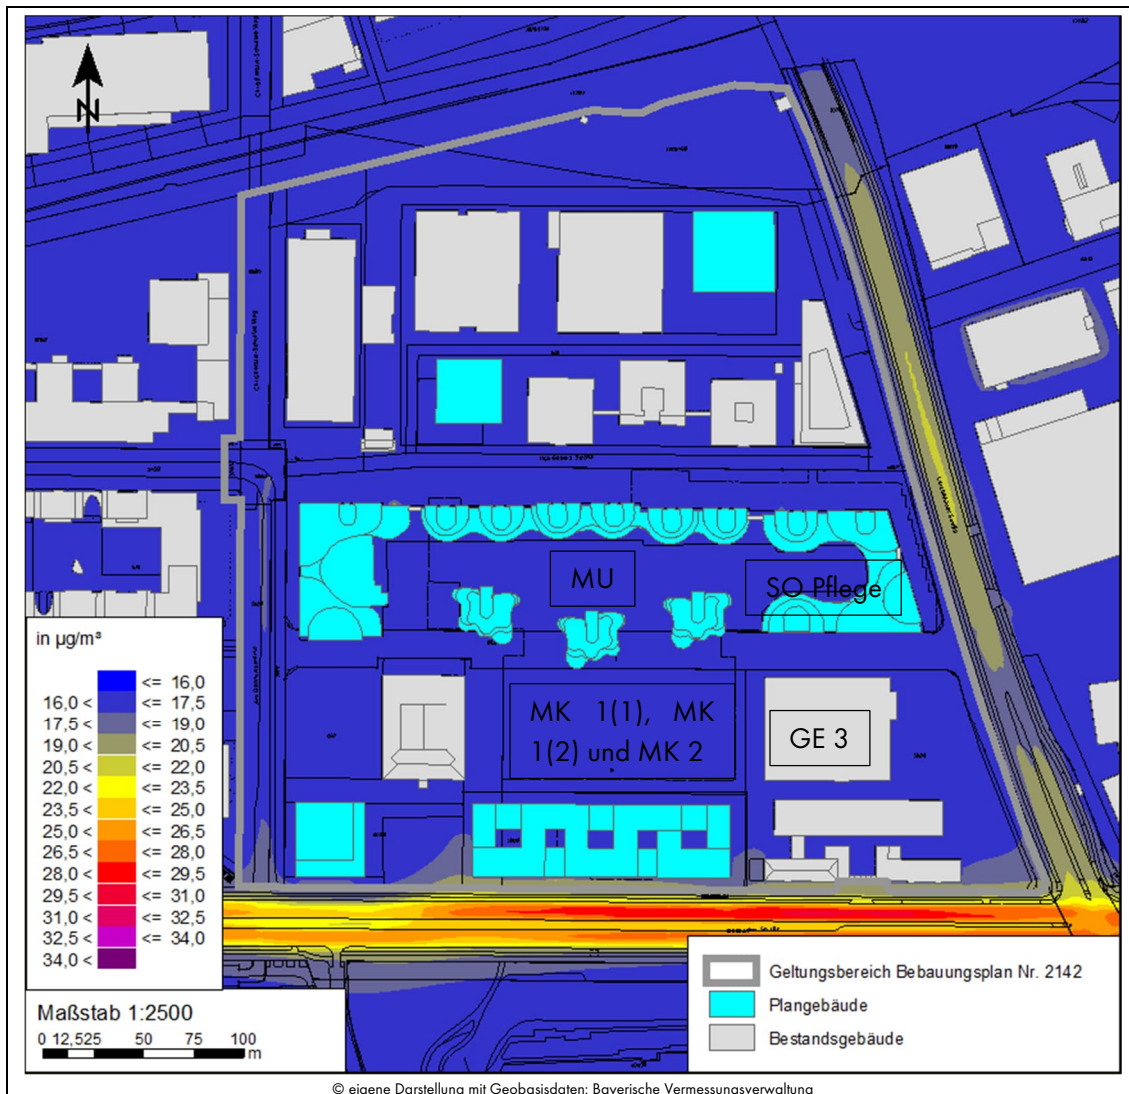 N
MU
SO Pflege
in µg/m³
<= 16,0
16,0 < <= 17,5
17,5 < <= 19,0
19,0 < <= 20,5
20,5 < <= 22,0
22,0 < <= 23,5
23,5 < <= 25,0
25,0 < <= 26,5
26,5 < <= 28,0
28,0 < <= 29,5
29,5 < <= 31,0
31,0 < <= 32,5
32,5 < <= 34,0
34,0 <
MK 1(1), MK
1(2) und MK 2
GE 3
Geltungsbereich Bebauungsplan Nr. 2142
Plangebäude
Bestandsgebäude
Maßstab 1:2500
0 12,525 50 75 100
m
© eigene Darstellung mit Geobasisdaten: Bayerische Vermessungsverwaltung